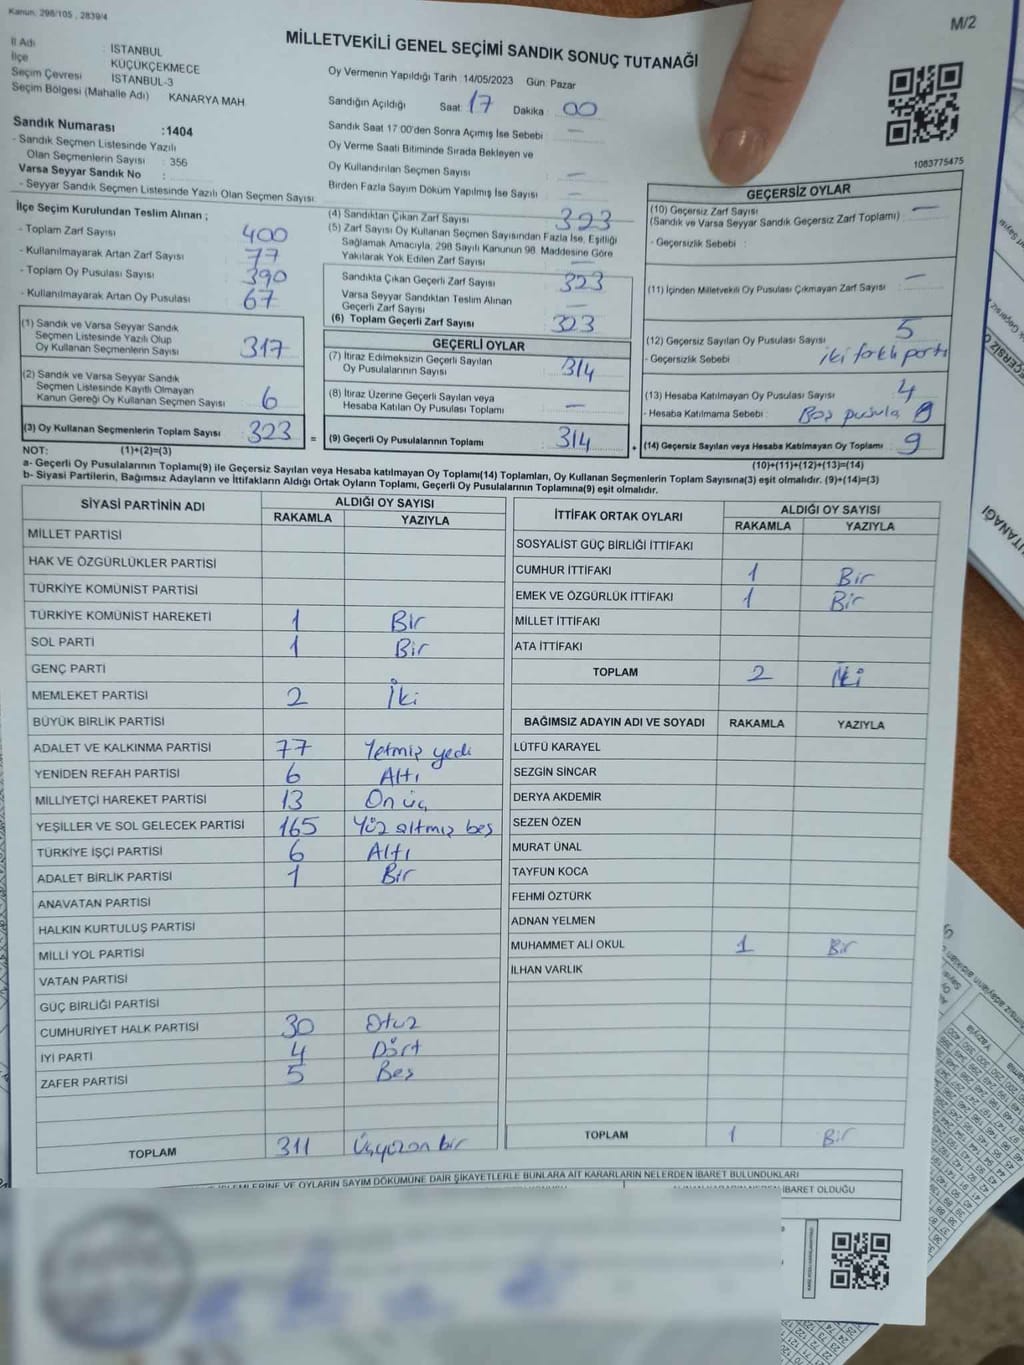 Kanun, 298/105 , 2839/4
M/2
MİLLETVEKİLİ GENEL SEÇİMİ SANDIK SONUÇ TUTANAĞI
İl Adı : İSTANBUL
İlçe : KÜÇÜKÇEKMECE
Seçim Çevresi : İSTANBUL-3
Seçim Bölgesi (Mahalle Adı) KANARYA MAH.
Sandık Numarası :1404
- Sandık Seçmen Listesinde Yazılı
Olan Seçmenlerin Sayısı : 356
Varsa Seyyar Sandık No :
- Seyyar Sandık Seçmen Listesinde Yazılı Olan Seçmen Sayısı:
Oy Vermenin Yapıldığı Tarih :14/05/2023 Gün: Pazar
Sandığın Açıldığı Saat : 17 Dakika : 00
Sandık Saat 17:00'den Sonra Açılmış İse Sebebi : —
Oy Verme Saati Bitiminde Sırada Bekleyen ve
Oy Kullandırılan Seçmen Sayısı : —
Birden Fazla Sayım Döküm Yapılmış İse Sayısı : —
1083775475
İlçe Seçim Kurulundan Teslim Alınan ;
- Toplam Zarf Sayısı : 400
- Kullanılmayarak Artan Zarf Sayısı : 77
- Toplam Oy Pusulası Sayısı : 390
- Kullanılmayarak Artan Oy Pusulası : 67
(1) Sandık ve Varsa Seyyar Sandık
Seçmen Listesinde Yazılı Olup
Oy Kullanan Seçmenlerin Sayısı : 317
(2) Sandık ve Varsa Seyyar Sandık
Seçmen Listesinde Kayıtlı Olmayan
Kanun Gereği Oy Kullanan Seçmen Sayısı : 6
(3) Oy Kullanan Seçmenlerin Toplam Sayısı : 323
(1)+(2)=(3)
(4) Sandıktan Çıkan Zarf Sayısı : 323
(5) Zarf Sayısı Oy Kullanan Seçmen Sayısından Fazla İse, Eşitliği
Sağlamak Amacıyla, 298 Sayılı Kanunun 98. Maddesine Göre
Yakılarak Yok Edilen Zarf Sayısı : —
Sandıkta Çıkan Geçerli Zarf Sayısı : 323
Varsa Seyyar Sandıktan Teslim Alınan
Geçerli Zarf Sayısı : —
(6) Toplam Geçerli Zarf Sayısı : 323
GEÇERLİ OYLAR
(7) İtiraz Edilmeksizin Geçerli Sayılan
Oy Pusulalarının Sayısı : 314
(8) İtiraz Üzerine Geçerli Sayılan veya
Hesaba Katılan Oy Pusulası Toplamı : —
= (9) Geçerli Oy Pusulalarının Toplamı : 314
GEÇERSİZ OYLAR
(10) Geçersiz Zarf Sayısı : —
(Sandık ve Varsa Seyyar Sandık Geçersiz Zarf Toplamı)
- Geçersizlik Sebebi :
(11) İçinden Milletvekili Oy Pusulası Çıkmayan Zarf Sayısı : —
(12) Geçersiz Sayılan Oy Pusulası Sayısı : 5
- Geçersizlik Sebebi : iki farklı parti
(13) Hesaba Katılmayan Oy Pusulası Sayısı : 4
- Hesaba Katılmama Sebebi : Boş pusula
+ (14) Geçersiz Sayılan veya Hesaba Katılmayan Oy Toplamı : 9
(10)+(11)+(12)+(13)=(14)
NOT:
a- Geçerli Oy Pusulalarının Toplamı(9) ile Geçersiz Sayılan veya Hesaba katılmayan Oy Toplamı(14) Toplamları, Oy Kullanan Seçmenlerin Toplam Sayısına(3) eşit olmalıdır. (9)+(14)=(3)
b- Siyasi Partilerin, Bağımsız Adayların ve İttifakların Aldığı Ortak Oyların Toplamı, Geçerli Oy Pusulalarının Toplamına(9) eşit olmalıdır.
SİYASİ PARTİNİN ADI ALDIĞI OY SAYISI
RAKAMLA YAZIYLA
MİLLET PARTİSİ
HAK VE ÖZGÜRLÜKLER PARTİSİ
TÜRKİYE KOMÜNİST PARTİSİ
TÜRKİYE KOMÜNİST HAREKETİ 1 Bir
SOL PARTİ 1 Bir
GENÇ PARTİ
MEMLEKET PARTİSİ 2 İki
BÜYÜK BİRLİK PARTİSİ
ADALET VE KALKINMA PARTİSİ 77 Yetmiş yedi
YENİDEN REFAH PARTİSİ 6 Altı
MİLLİYETÇİ HAREKET PARTİSİ 13 On üç
YEŞİLLER VE SOL GELECEK PARTİSİ 165 Yüz altmış beş
TÜRKİYE İŞÇİ PARTİSİ 6 Altı
ADALET BİRLİK PARTİSİ 1 Bir
ANAVATAN PARTİSİ
HALKIN KURTULUŞ PARTİSİ
MİLLİ YOL PARTİSİ
VATAN PARTİSİ
GÜÇ BİRLİĞİ PARTİSİ
CUMHURİYET HALK PARTİSİ 30 Otuz
İYİ PARTİ 4 Dört
ZAFER PARTİSİ 5 Beş
TOPLAM 311 Üçyüzon bir
İTTİFAK ORTAK OYLARI ALDIĞI OY SAYISI
RAKAMLA YAZIYLA
SOSYALİST GÜÇ BİRLİĞİ İTTİFAKI
CUMHUR İTTİFAKI 1 Bir
EMEK VE ÖZGÜRLÜK İTTİFAKI 1 Bir
MİLLET İTTİFAKI
ATA İTTİFAKI
TOPLAM 2 İki
BAĞIMSIZ ADAYIN ADI VE SOYADI RAKAMLA YAZIYLA
LÜTFÜ KARAYEL
SEZGİN SİNCAR
DERYA AKDEMİR
SEZEN ÖZEN
MURAT ÜNAL
TAYFUN KOCA
FEHMİ ÖZTÜRK
ADNAN YELMEN
MUHAMMET ALİ OKUL 1 Bir
İLHAN VARLIK
TOPLAM 1 Bir
İŞLEMLERİNE VE OYLARIN SAYIM DÖKÜMÜNE DAİR ŞİKAYETLERLE BUNLARA AİT KARARLARIN NELERDEN İBARET BULUNDUKLARI
İBARET OLDUĞU